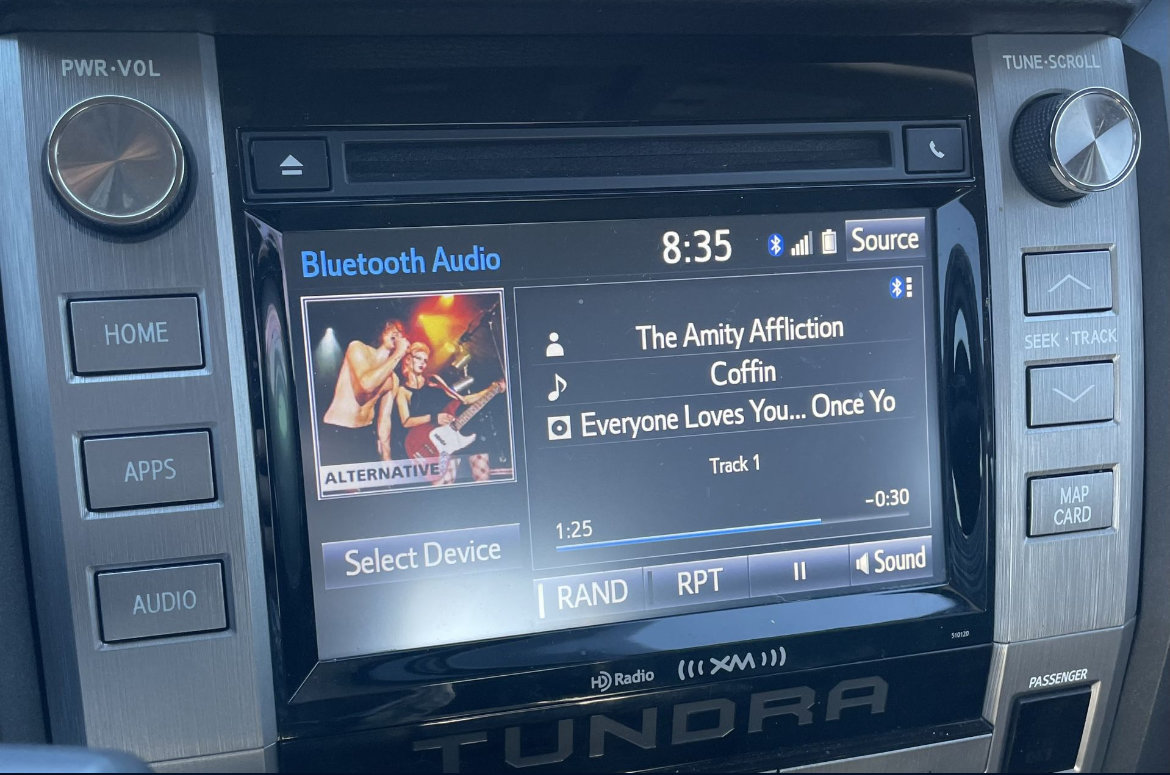 PWR·VOL
TUNE·SCROLL
Bluetooth Audio
8:35
Source
HOME
The Amity Affliction
SEEK·TRACK
Coffin
Everyone Loves You... Once Yo
APPS
ALTERNATIVE
Track 1
MAP
CARD
1:25
-0:30
Select Device
RAND
RPT
Sound
AUDIO
510120
HD Radio
XM
PASSENGER
TUNDRA